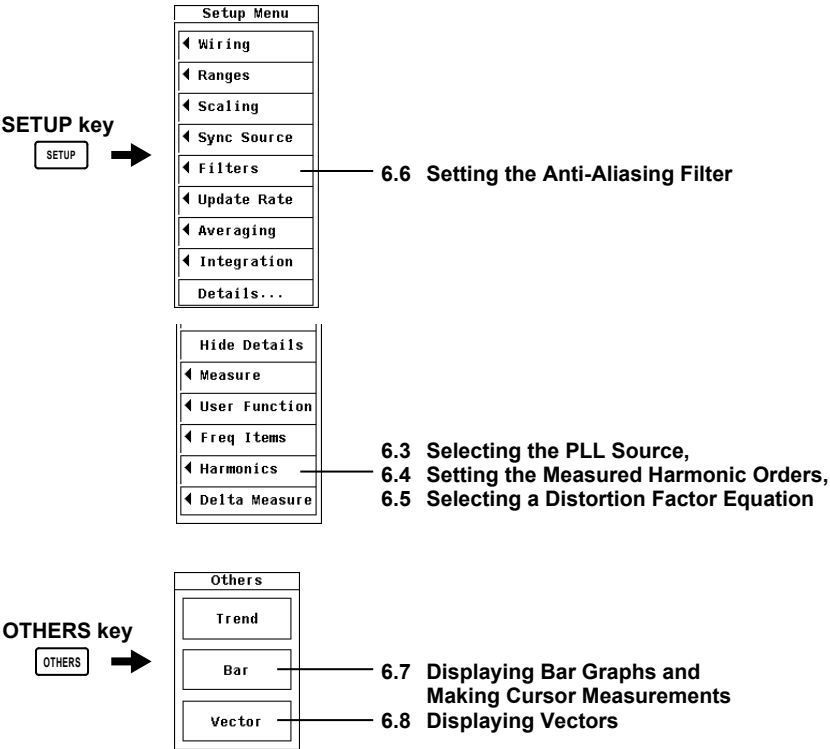 Setup Menu
Wiring
Ranges
Scaling
SETUP key
SETUP
Sync Source
Filters
6.6 Setting the Anti-Aliasing Filter
Update Rate
Averaging
Integration
Details...
Hide Details
Measure
User Function
Freq Items
Harmonics
Delta Measure
6.3 Selecting the PLL Source,
6.4 Setting the Measured Harmonic Orders,
6.5 Selecting a Distortion Factor Equation
Others
Trend
OTHERS key
OTHERS
Bar
6.7 Displaying Bar Graphs and
Making Cursor Measurements
Vector
6.8 Displaying Vectors